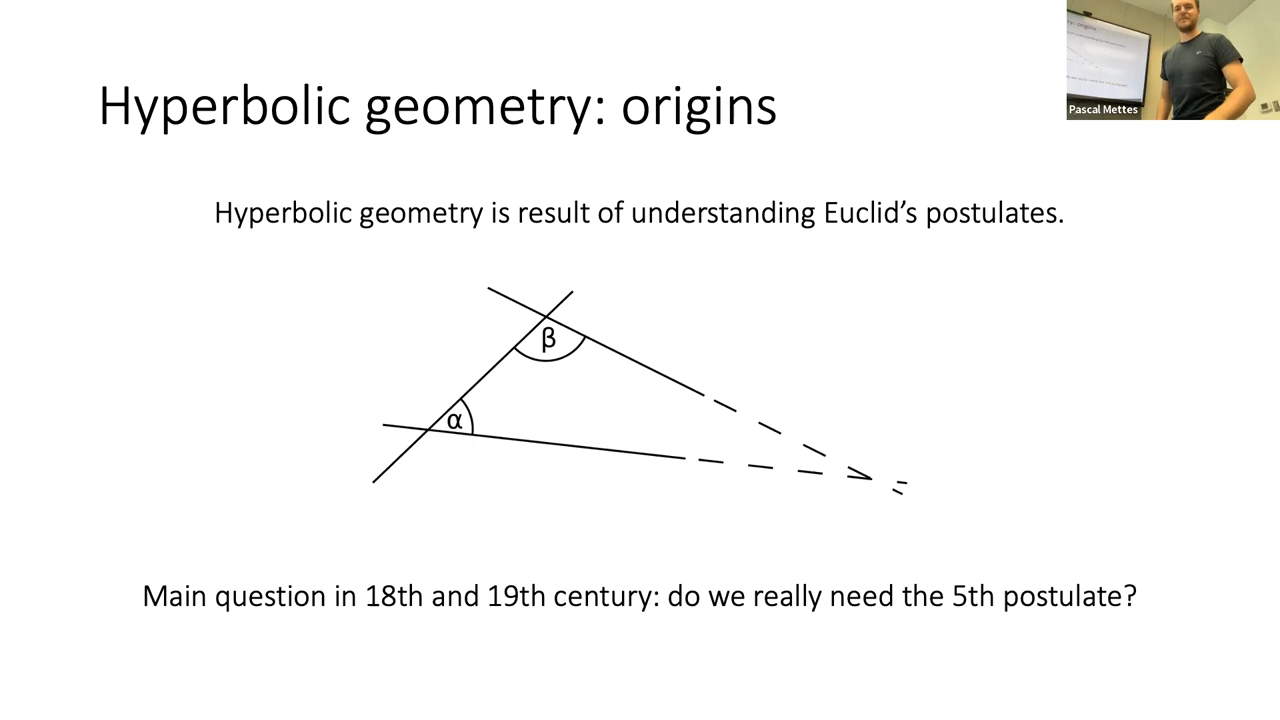 Hyperbolic geometry: origins
Pascal Mettes
Hyperbolic geometry is result of understanding Euclid’s postulates.
β
α
Main question in 18th and 19th century: do we really need the 5th postulate?